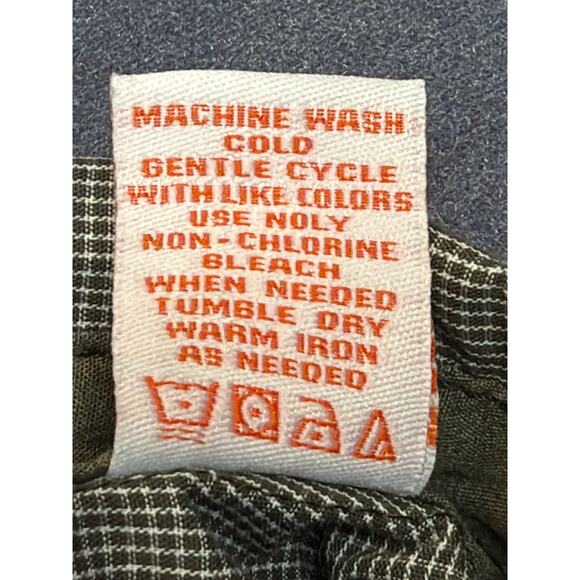 MACHINE WASH
COLD
GENTLE CYCLE
WITH LIKE COLORS
USE NOLY
NON-CHLORINE
BLEACH
WHEN NEEDED
TUMBLE DRY
WARM IRON
AS NEEDED